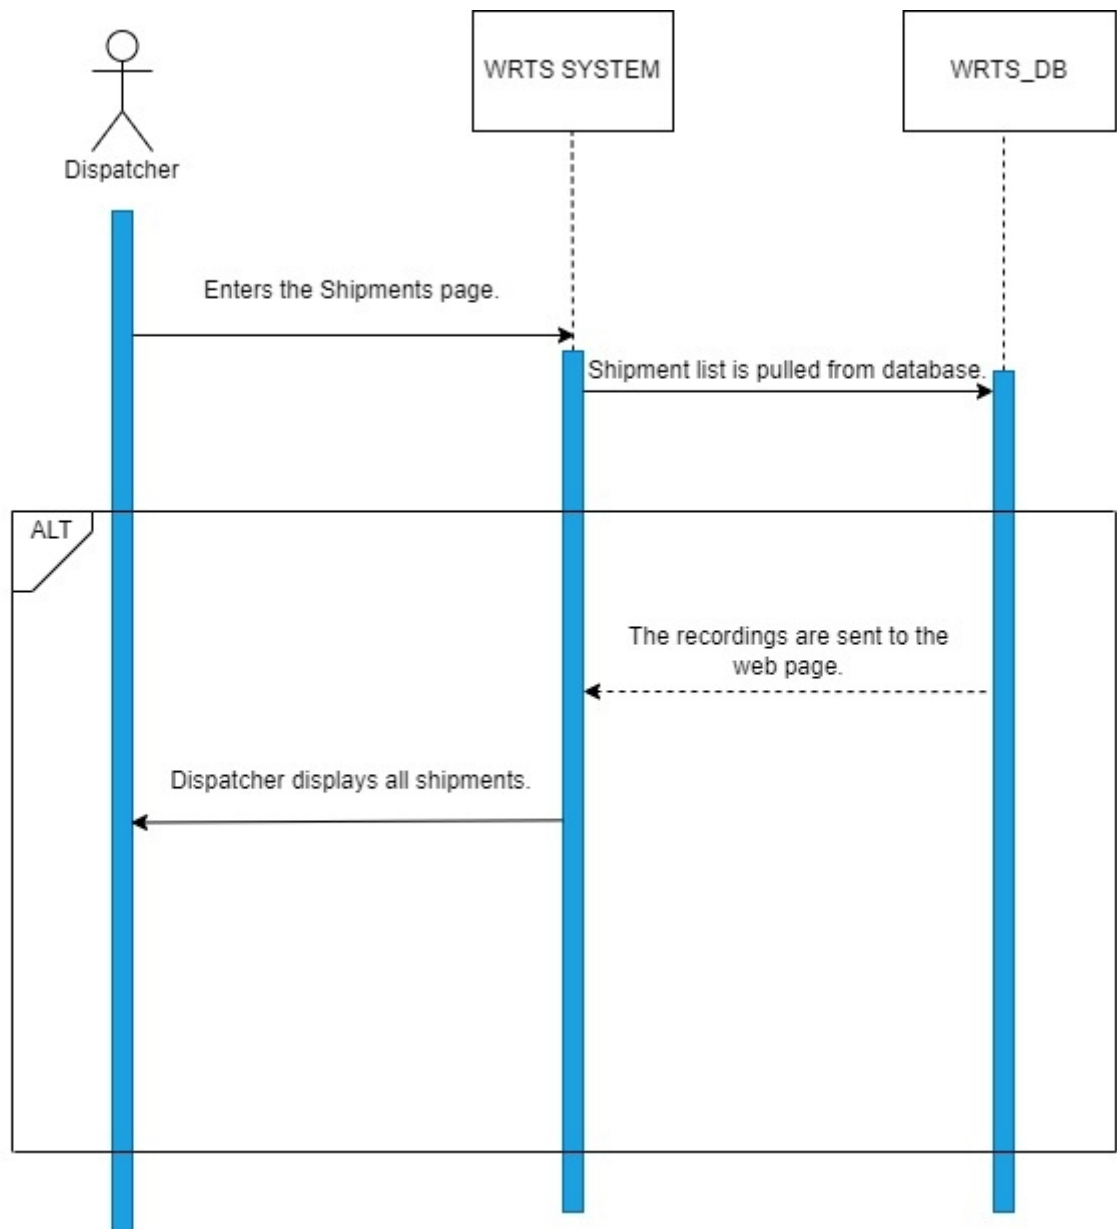 WRTS SYSTEM
WRTS_DB
Dispatcher
Enters the Shipments page.
Shipment list is pulled from database.
ALT
The recordings are sent to the
web page.
Dispatcher displays all shipments.